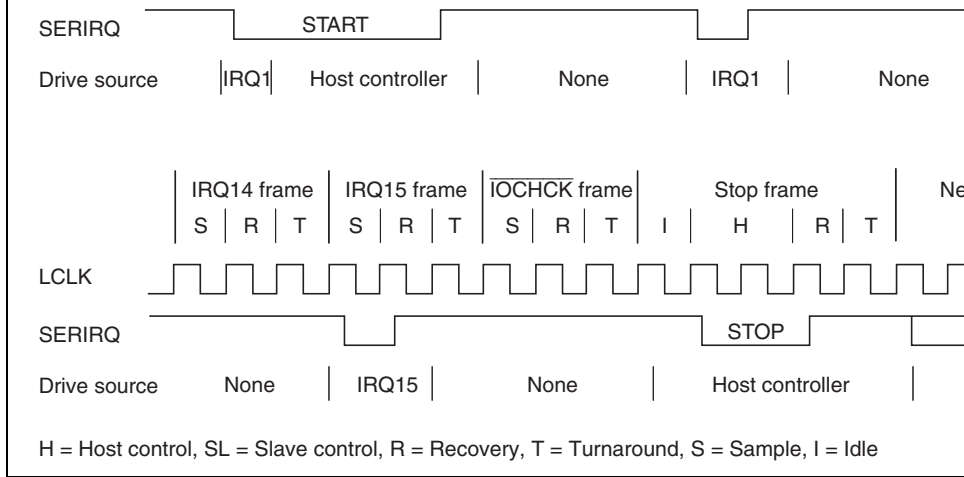 SERIRQ START
Drive source IRQ1 Host controller None IRQ1 None
IRQ14 frame IRQ15 frame IOCHCK frame Stop frame Ne
S R T S R T S R T I H R T
LCLK
SERIRQ STOP
Drive source None IRQ15 None Host controller
H = Host control, SL = Slave control, R = Recovery, T = Turnaround, S = Sample, I = Idle